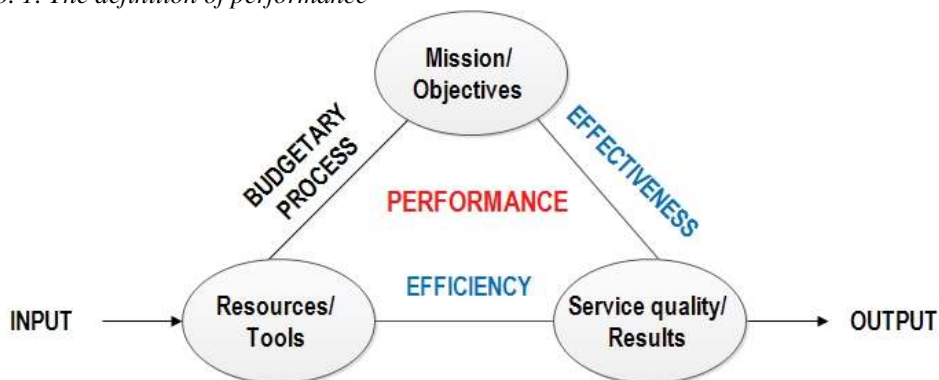 1. The definition of performance
Mission/
Objectives
BUDGETARY
PROCESS
EFFECTIVENESS
PERFORMANCE
EFFICIENCY
INPUT
Resources/
Tools
Service quality/
Results
OUTPUT